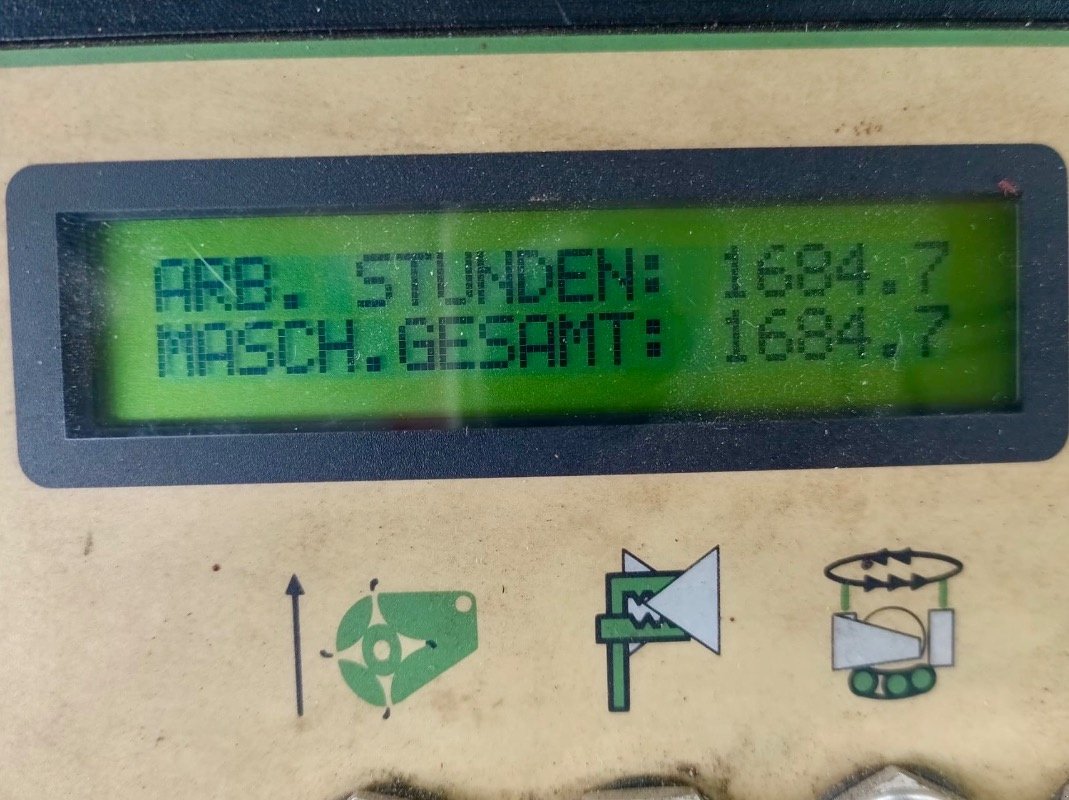 ARB. STUNDEN: 1684.7
MASCH.GESAMT: 1684.7